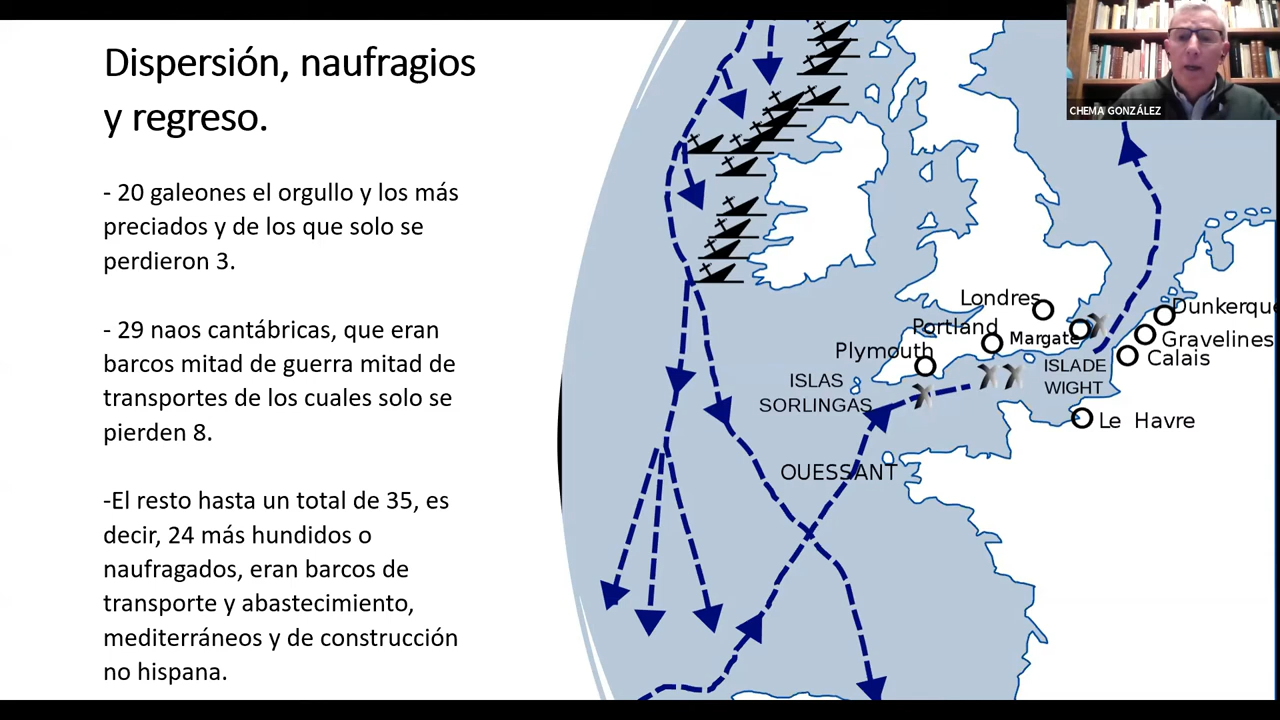 Dispersión, naufragios
y regreso.
- 20 galeones el orgullo y los más
preciados y de los que solo se
perdieron 3.
- 29 naos cantábricas, que eran
barcos mitad de guerra mitad de
transportes de los cuales solo se
pierden 8.
-El resto hasta un total de 35, es
decir, 24 más hundidos o
naufragados, eran barcos de
transporte y abastecimiento,
mediterráneos y de construcción
no hispana.
CHEMA GONZÁLEZ
Londres
Dunkerque
Portland
Margate
Gravelines
Plymouth
Calais
ISLAS
SORLINGAS
ISLADE
WIGHT
Le Havre
OUESSANT